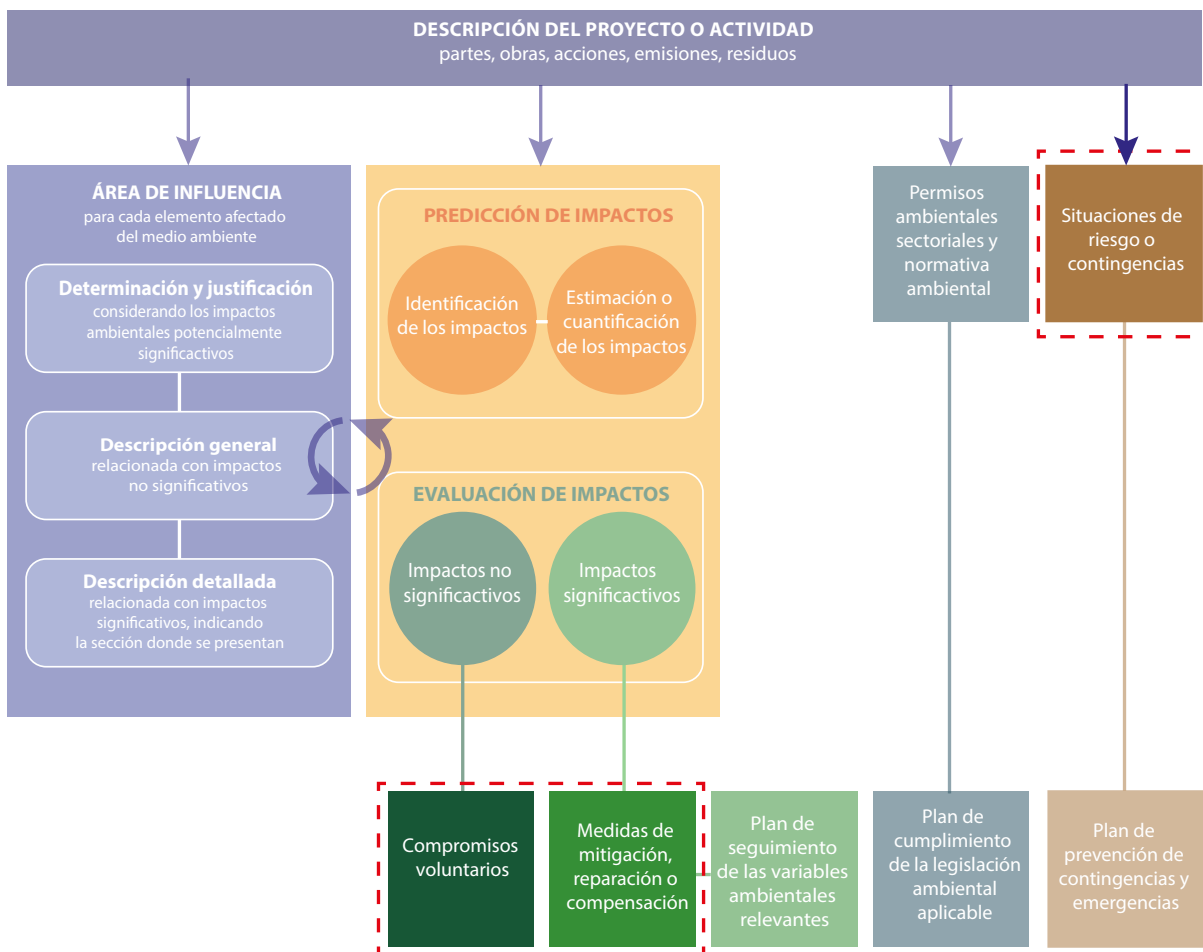 DESCRIPCIÓN DEL PROYECTO O ACTIVIDAD
partes, obras, acciones, emisiones, residuos
ÁREA DE INFLUENCIA
para cada elemento afectado
del medio ambiente
Determinación y justificación
considerando los impactos
ambientales potencialmente
significactivos
Descripción general
relacionada con impactos
no significativos
Descripción detallada
relacionada con impactos
significativos, indicando
la sección donde se presentan
PREDICCIÓN DE IMPACTOS
Identificación
de los impactos
Estimación o
cuantificación
de los impactos
EVALUACIÓN DE IMPACTOS
Impactos no
significactivos
Impactos
significactivos
Permisos
ambientales
sectoriales y
normativa
ambiental
Situaciones de
riesgo o
contingencias
Compromisos
voluntarios
Medidas de
mitigación,
reparación o
compensación
Plan de
seguimiento
de las variables
ambientales
relevantes
Plan de
cumplimiento
de la legislación
ambiental
aplicable
Plan de
prevención de
contingencias y
emergencias